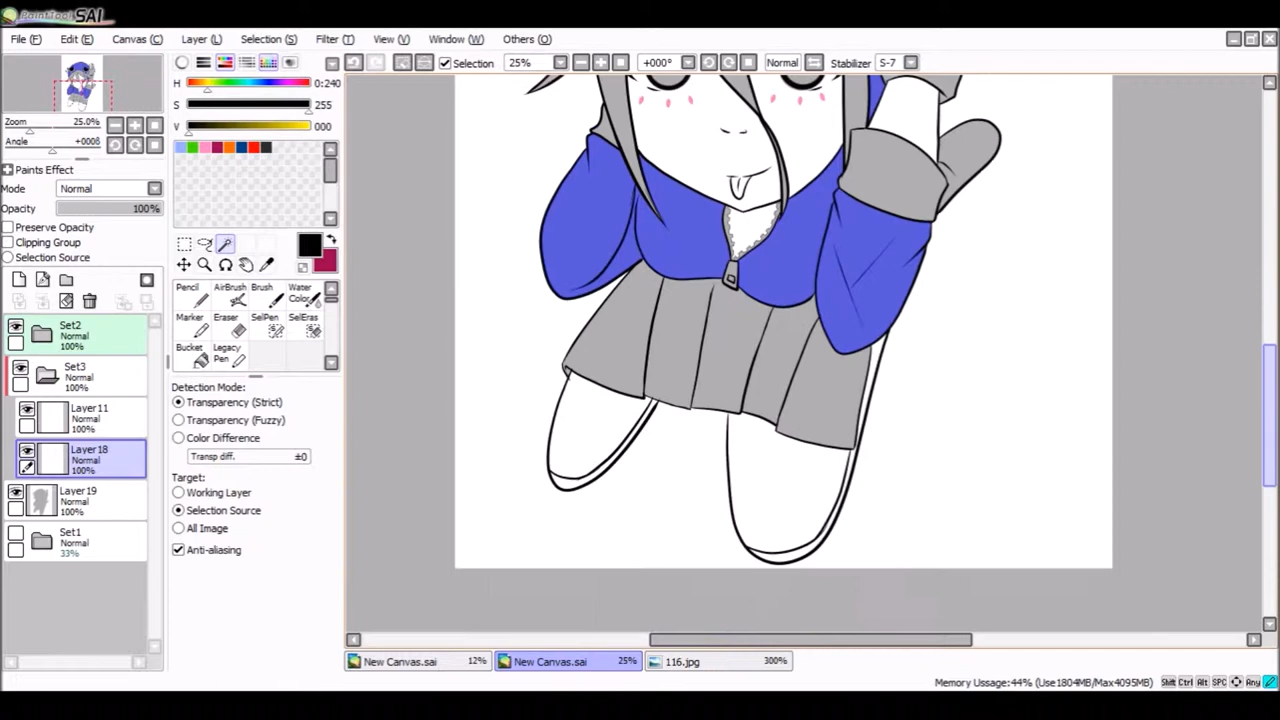 PaintTool SAI
File (F) Edit (E) Canvas (C) Layer (L) Selection (S) Filter (T) View (V) Window (W) Others (O)
Selection 25% +000° Normal Stabilizer S-7
H 0:240
S 255
V 000
Zoom 25.0%
Angle +000ß
Paints Effect
Mode Normal
Opacity 100%
Preserve Opacity
Clipping Group
Selection Source
Set2
Normal
100%
Set3
Normal
100%
Layer11
Normal
100%
Layer18
Normal
100%
Layer19
Normal
100%
Set1
Normal
33%
Pencil AirBrush Brush Water
Color
Marker Eraser SelPen SelEras
Bucket Legacy
Pen
Detection Mode:
Transparency (Strict)
Transparency (Fuzzy)
Color Difference
Transp diff. ±0
Target:
Working Layer
Selection Source
All Image
Anti-aliasing
New Canvas.sai 12% New Canvas.sai 25% 116.jpg 300%
Memory Ussage: 44% (Use1804MB/Max4095MB) Shift Ctrl Alt SPC Any